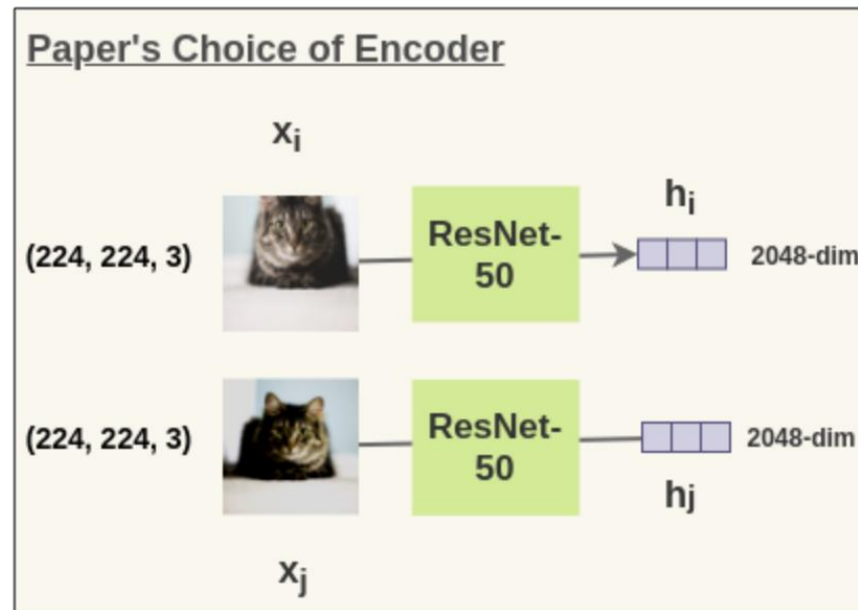 Paper's Choice of Encoder
xi
hi
(224, 224, 3)
ResNet-
50
2048-dim
(224, 224, 3)
ResNet-
50
2048-dim
hj
xj